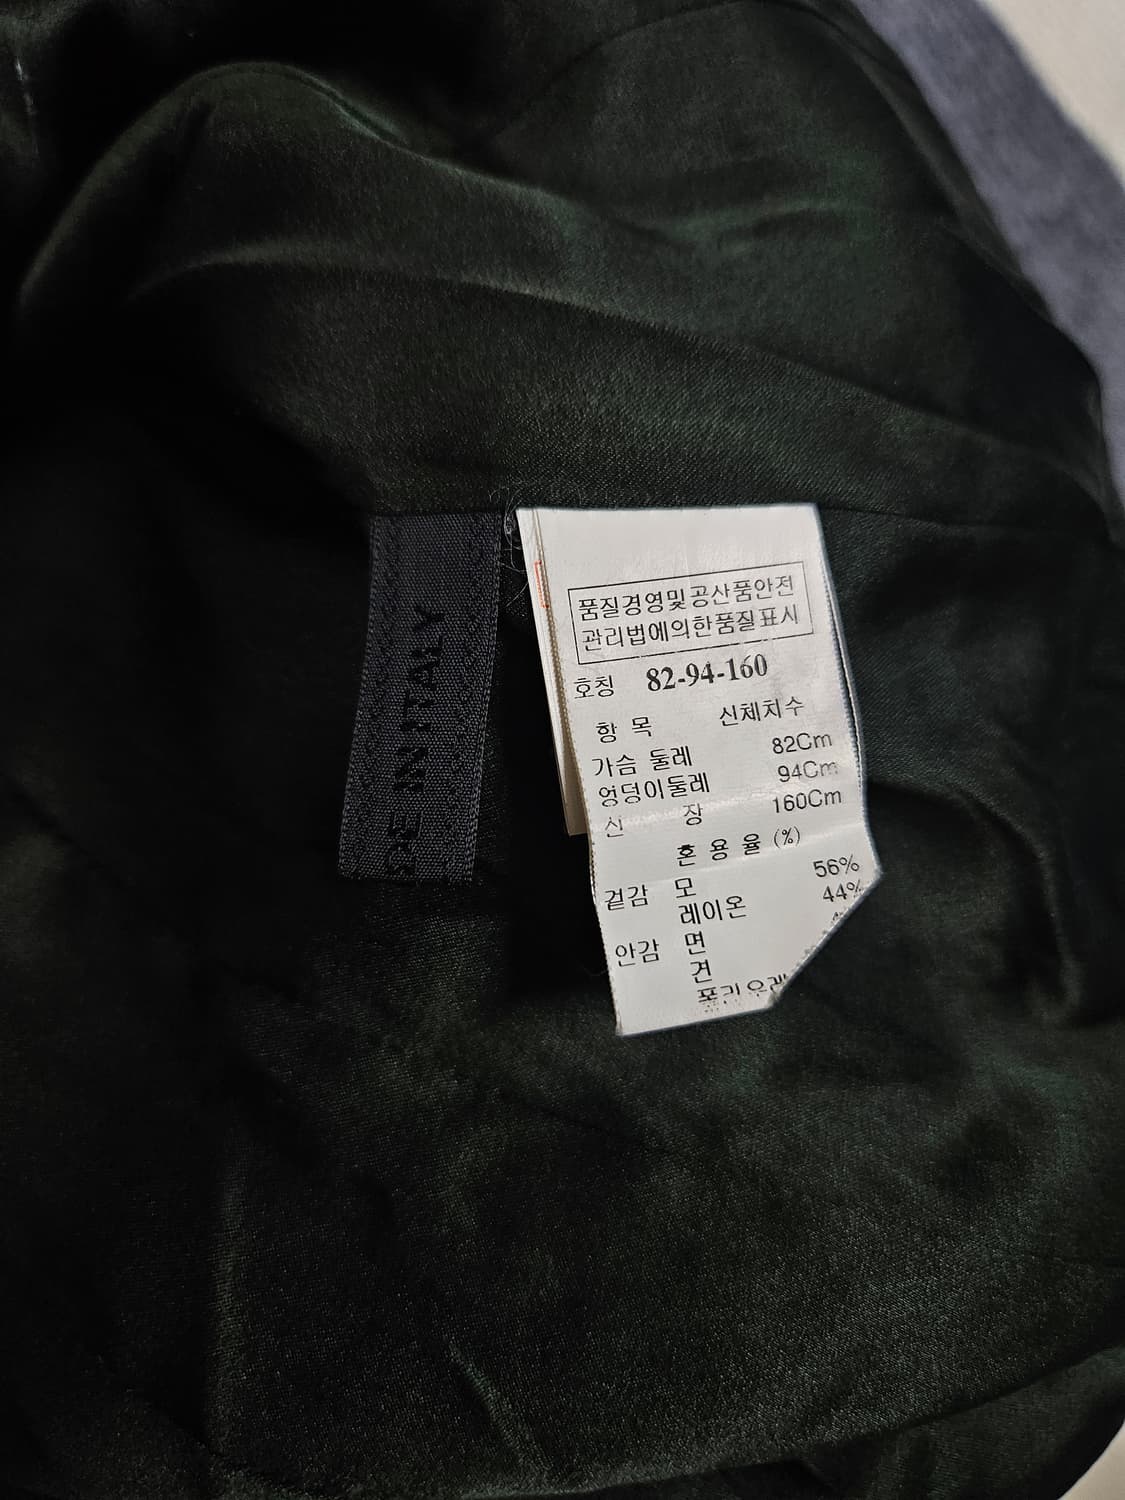 DE IN ITALY
품질경영및공산품안전
관리법에의한품질표시
호칭 82-94-160
항 목 신체치수
가슴 둘레 82Cm
엉덩이둘레 94Cm
신 장 160Cm
혼 용 율 (%)
겉감 모 56%
레이온 44%
안감 면
견